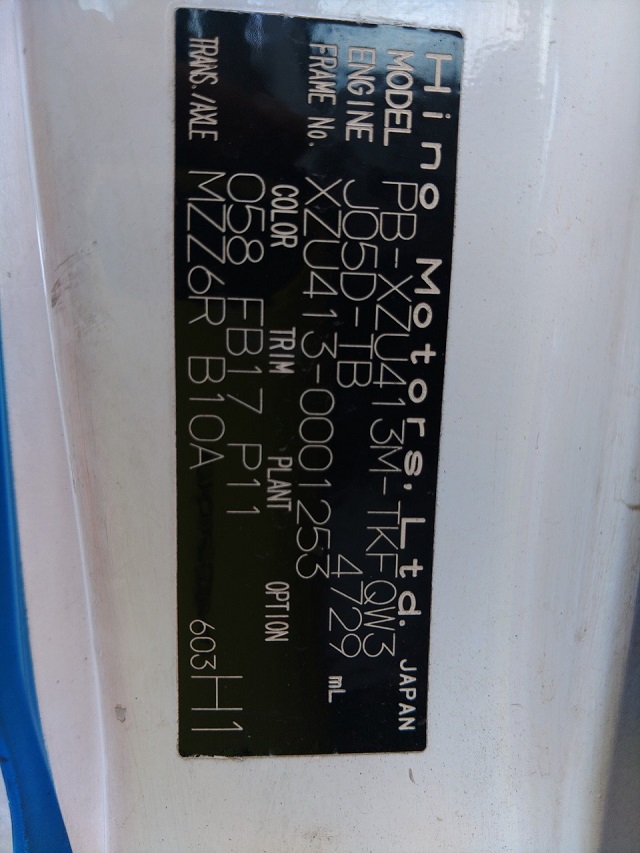 Hino Motors, Ltd. JAPAN
MODEL PB-XZU413M-TKFQW3
ENGINE J05D-TB 4729 mL
FRAME No. XZU413-0001253
COLOR TRIM PLANT OPTION
058 FB17 P11
TRANS./AXLE MZZ6R B10A 603H1